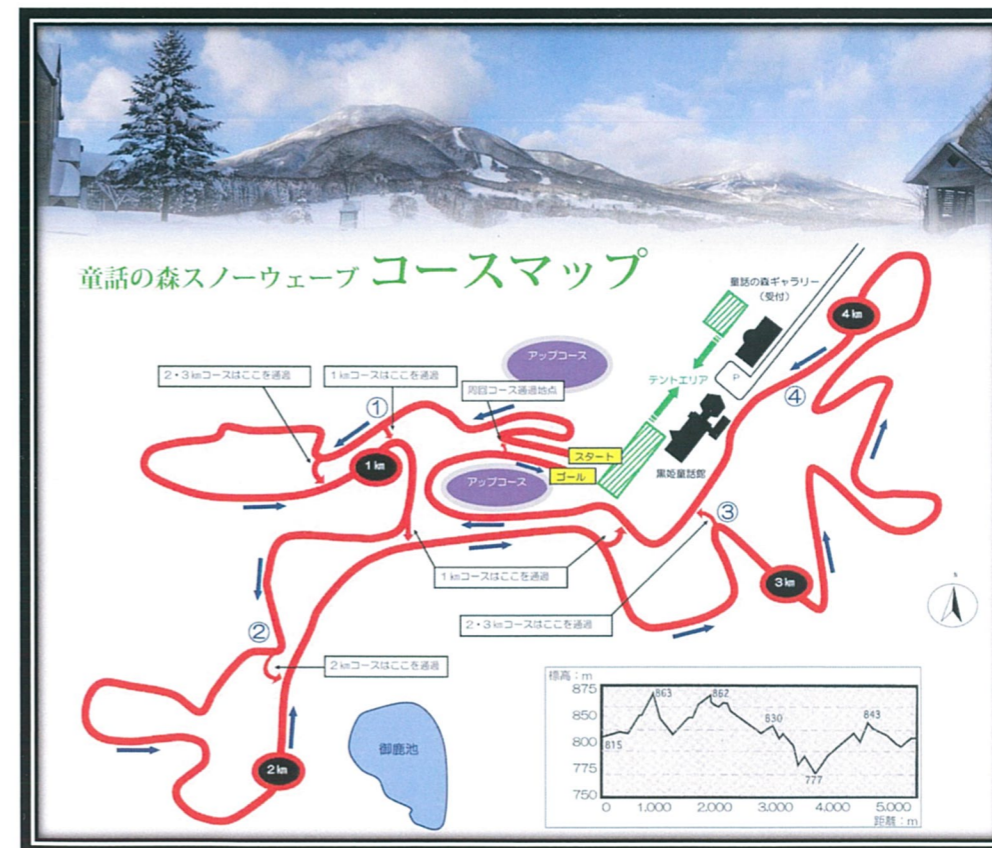 童話の森スノーウェーブ コースマップ
童話の森ギャラリー
(受付)
4㎞
アップコース
2・3㎞コースはここを通過
1㎞コースはここを通過
周回コース通過地点
テントエリア
P
④
①
スタート
黒姫童話館
1㎞
アップコース
ゴール
③
1㎞コースはここを通過
3㎞
2・3㎞コースはここを通過
②
2㎞コースはここを通過
御鹿池
2㎞
標高:m
875
850
800
775
750
863
862
830
843
815
777
0 1,000 2,000 3,000 4,000 5,000
距離:m